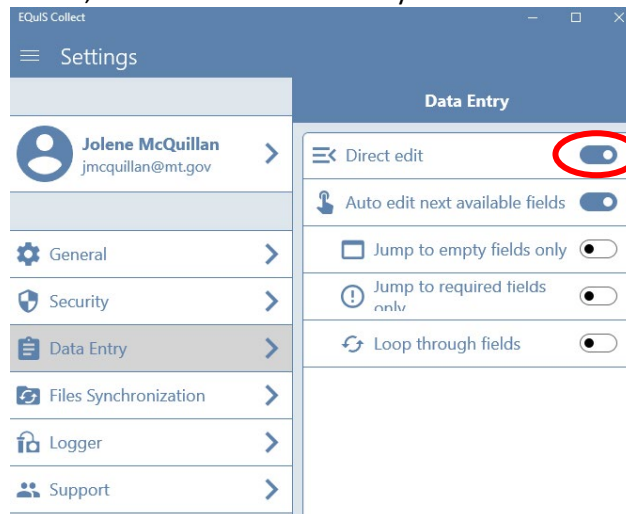 EQuIS Collect
Settings
Data Entry
Jolene McQuillan
jmcquillan@mt.gov
General
Security
Data Entry
Files Synchronization
Logger
Support
Direct edit
Auto edit next available fields
Jump to empty fields only
Jump to required fields
only
Loop through fields